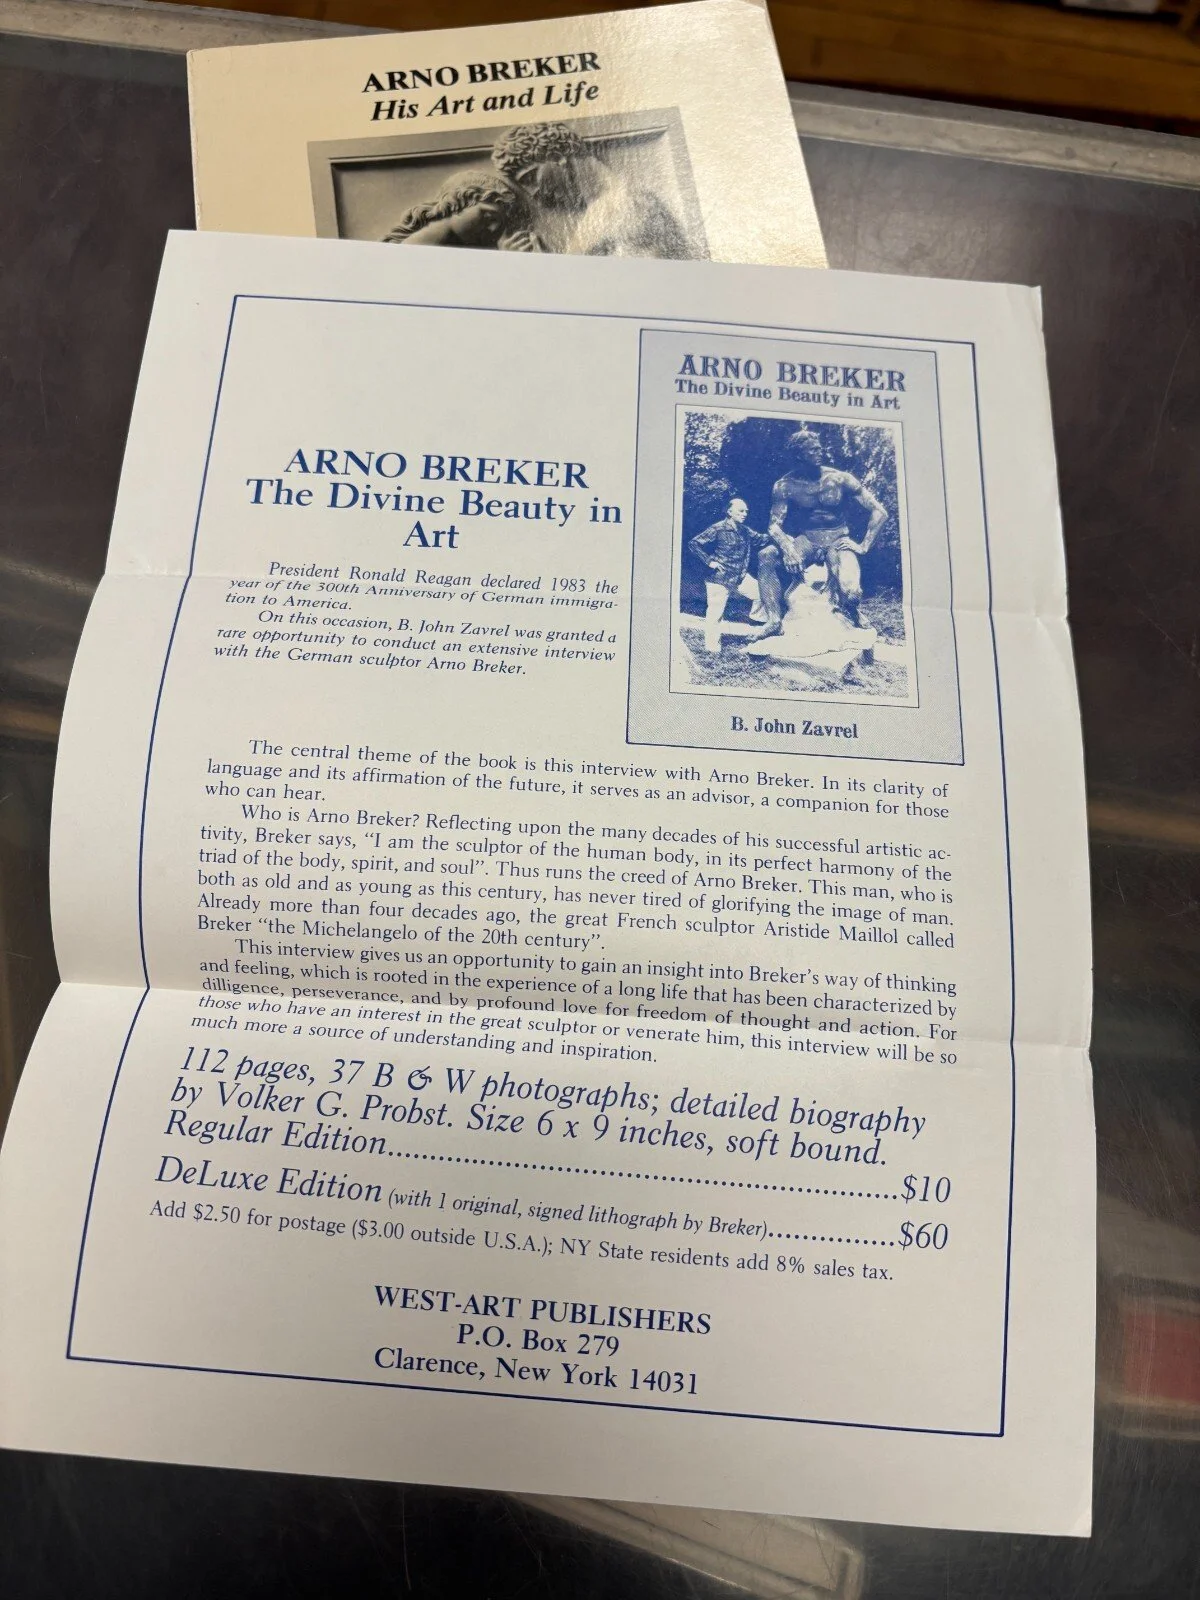 ARNO BREKER
His Art and Life
ARNO BREKER
The Divine Beauty in Art
B. John Zavrel
ARNO BREKER
The Divine Beauty in
Art
President Ronald Reagan declared 1983 the
year of the 300th Anniversary of German immigra-
tion to America.
On this occasion, B. John Zavrel was granted a
rare opportunity to conduct an extensive interview
with the German sculptor Arno Breker.
The central theme of the book is this interview with Arno Breker. In its clarity of
language and its affirmation of the future, it serves as an advisor, a companion for those
who can hear.
Who is Arno Breker? Reflecting upon the many decades of his successful artistic ac-
tivity, Breker says, "I am the sculptor of the human body, in its perfect harmony of the
triad of the body, spirit, and soul". Thus runs the creed of Arno Breker. This man, who is
both as old and as young as this century, has never tired of glorifying the image of man.
Already more than four decades ago, the great French sculptor Aristide Maillol called
Breker "the Michelangelo of the 20th century".
This interview gives us an opportunity to gain an insight into Breker's way of thinking
and feeling, which is rooted in the experience of a long life that has been characterized by
dilligence, perseverance, and by profound love for freedom of thought and action. For
those who have an interest in the great sculptor or venerate him, this interview will be so
much more a source of understanding and inspiration.
112 pages, 37 B & W photographs; detailed biography
by Volker G. Probst. Size 6 x 9 inches, soft bound.
Regular Edition..........................................................$10
DeLuxe Edition (with 1 original, signed lithograph by Breker)...............$60
Add $2.50 for postage ($3.00 outside U.S.A.); NY State residents add 8% sales tax.
WEST-ART PUBLISHERS
P.O. Box 279
Clarence, New York 14031